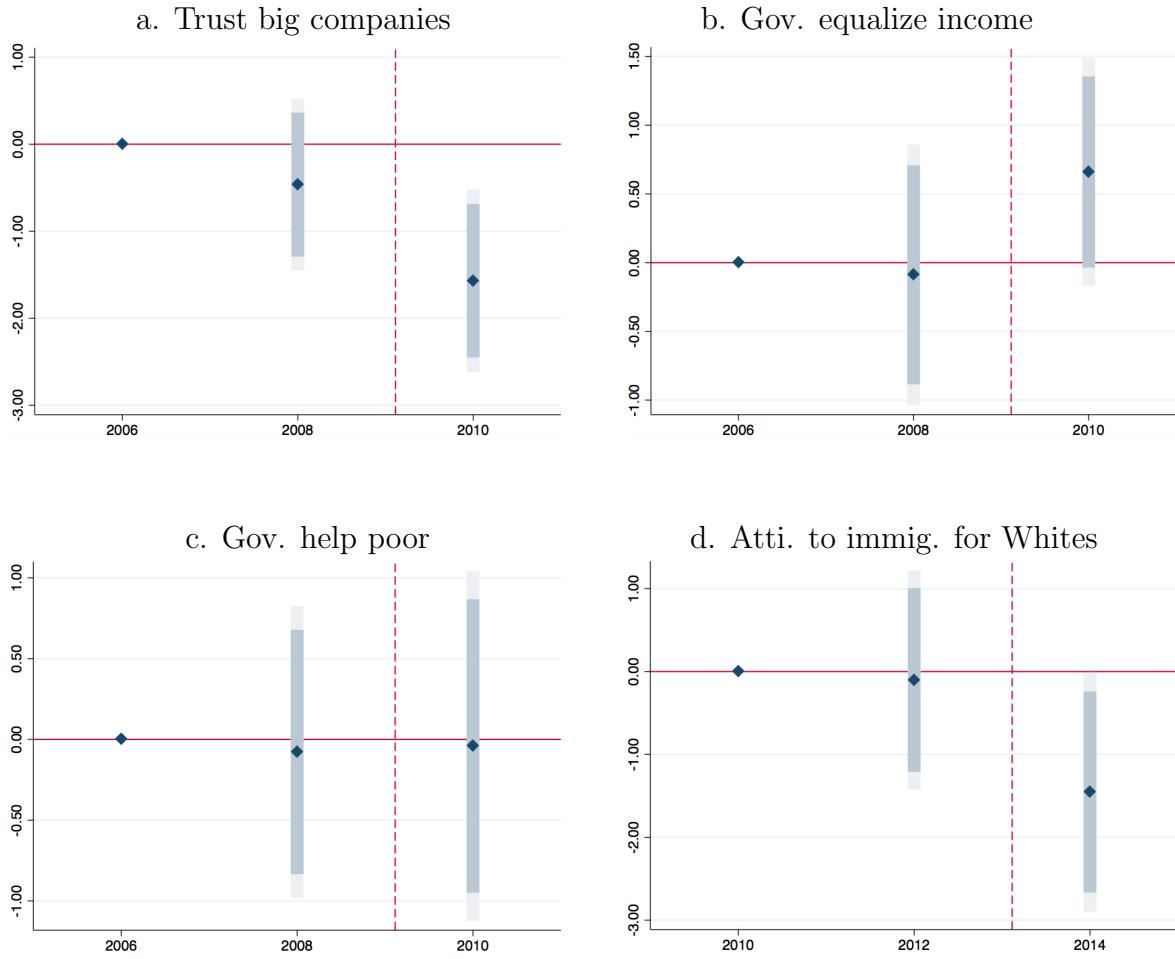 a. Trust big companies
1.00
0.00
-1.00
-2.00
-3.00
2006 2008 2010
b. Gov. equalize income
1.50
1.00
0.50
0.00
-0.50
-1.00
2006 2008 2010
c. Gov. help poor
1.00
0.50
0.00
-0.50
-1.00
2006 2008 2010
d. Atti. to immig. for Whites
1.00
0.00
-1.00
-2.00
-3.00
2010 2012 2014